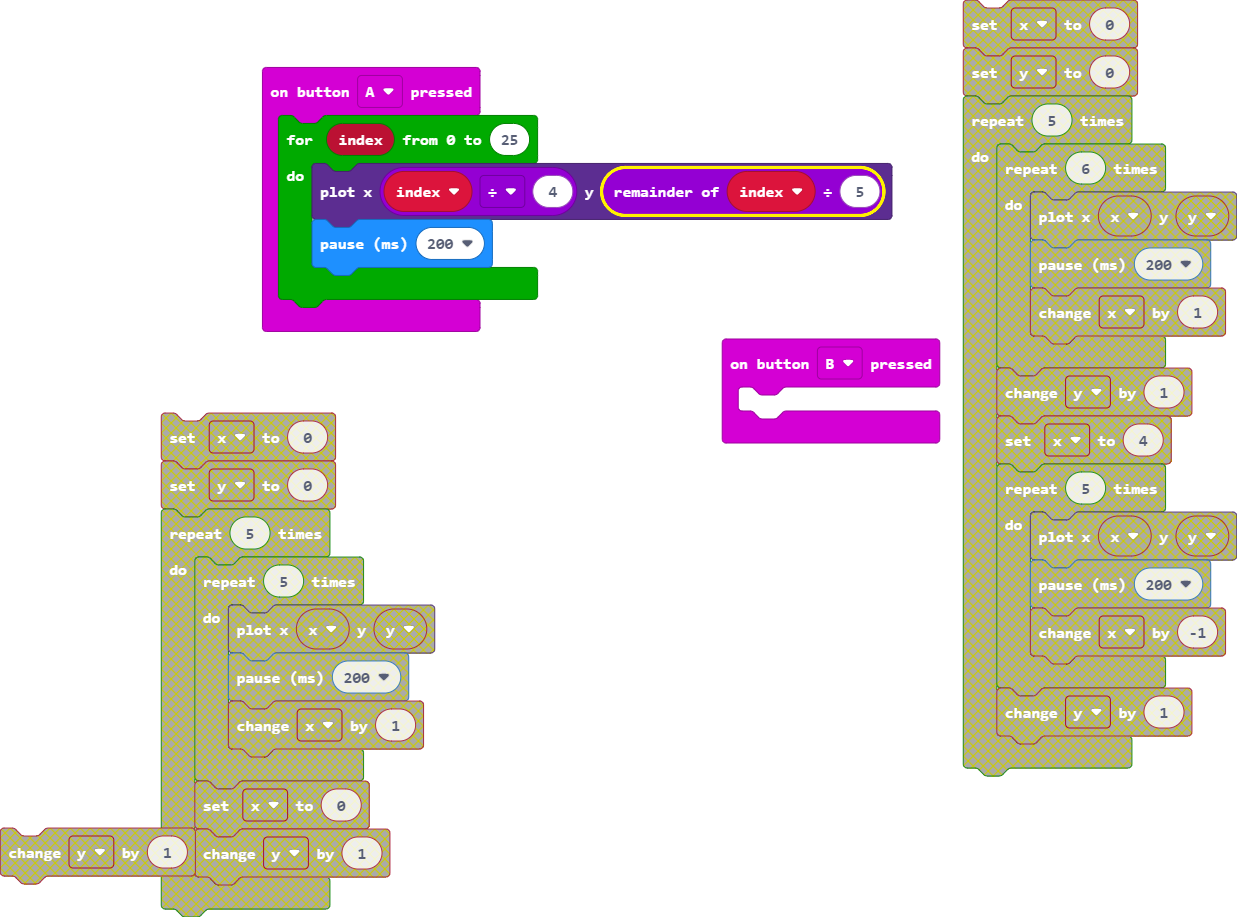 on button A pressed
for index from 0 to 25
do
plot x index ÷ 4 y remainder of index ÷ 5
pause (ms) 200
on button B pressed
set x to 0
set y to 0
repeat 5 times
do
repeat 5 times
do
plot x x y y
pause (ms) 200
change x by 1
set x to 0
change y by 1
change y by 1
set x to 0
set y to 0
repeat 5 times
do
repeat 6 times
do
plot x x y y
pause (ms) 200
change x by 1
change y by 1
set x to 4
repeat 5 times
do
plot x x y y
pause (ms) 200
change x by -1
change y by 1